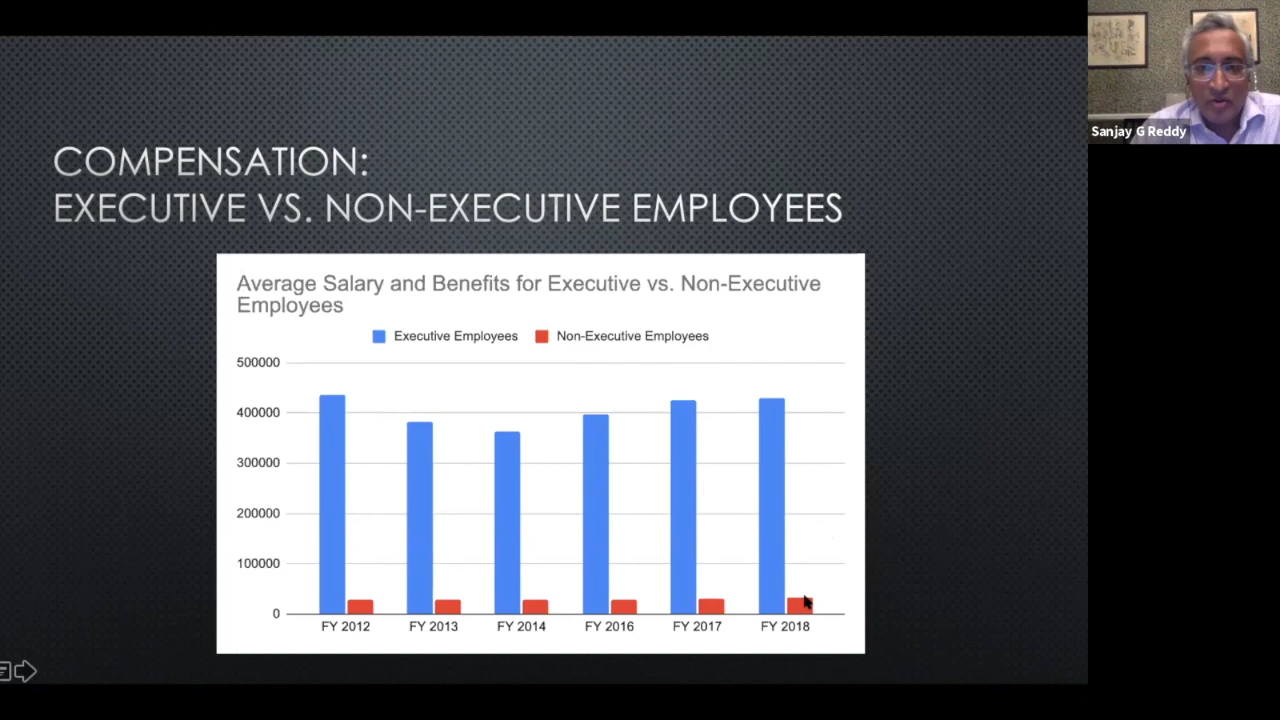 COMPENSATION:
EXECUTIVE VS. NON-EXECUTIVE EMPLOYEES
Average Salary and Benefits for Executive vs. Non-Executive
Employees
Executive Employees
Non-Executive Employees
500000
400000
300000
200000
100000
0
FY 2012
FY 2013
FY 2014
FY 2016
FY 2017
FY 2018
Sanjay G Reddy